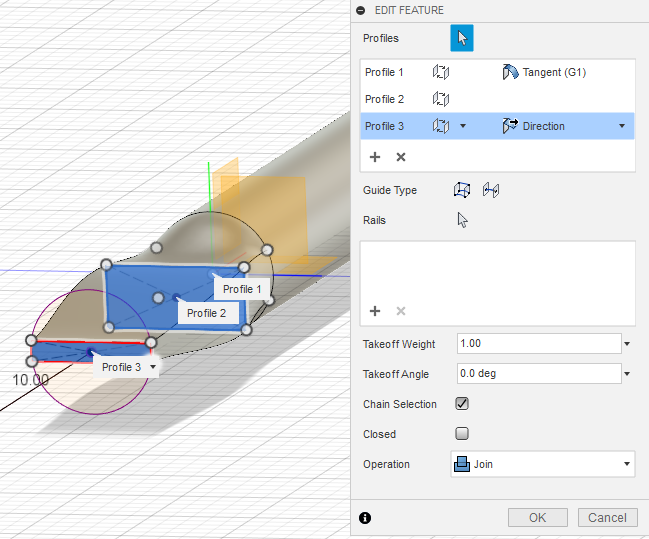 EDIT FEATURE
Profiles
Profile 1 Tangent (G1)
Profile 2
Profile 3 Direction
Guide Type
Rails
Takeoff Weight 1.00
Takeoff Angle 0.0 deg
Chain Selection
Closed
Operation Join
OK Cancel
Profile 1
Profile 2
Profile 3
10.00